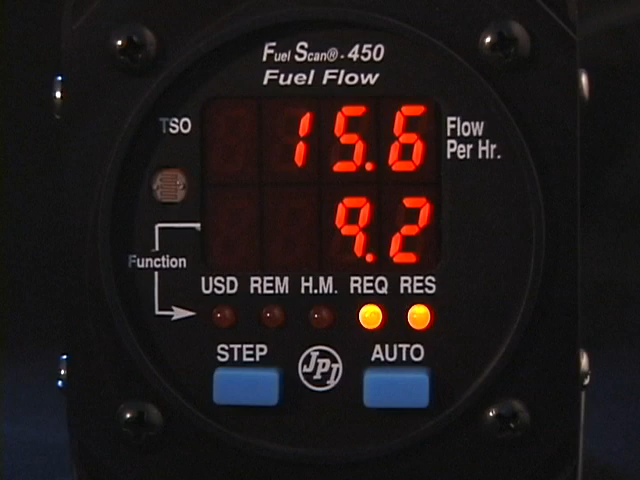 Fuel Scan®-450
Fuel Flow
TSO
15.6
Flow
Per Hr.
9.2
Function
USD REM H.M. REQ RES
STEP
JPI
AUTO